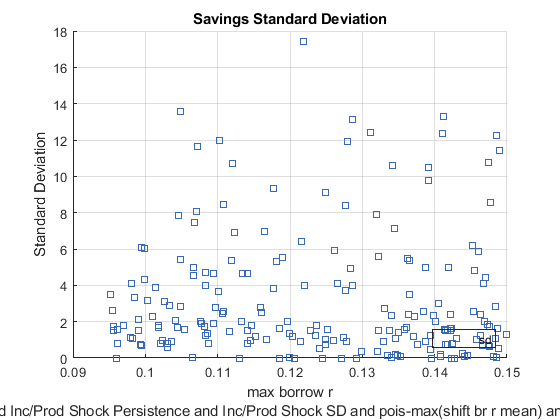 Savings Standard Deviation
18
16
14
12
10
8
6
4
2
0
Standard Deviation
0.09 0.1 0.11 0.12 0.13 0.14 0.15
max borrow r
d Inc/Prod Shock Persistence and Inc/Prod Shock SD and pois-max(shift br r mean) an